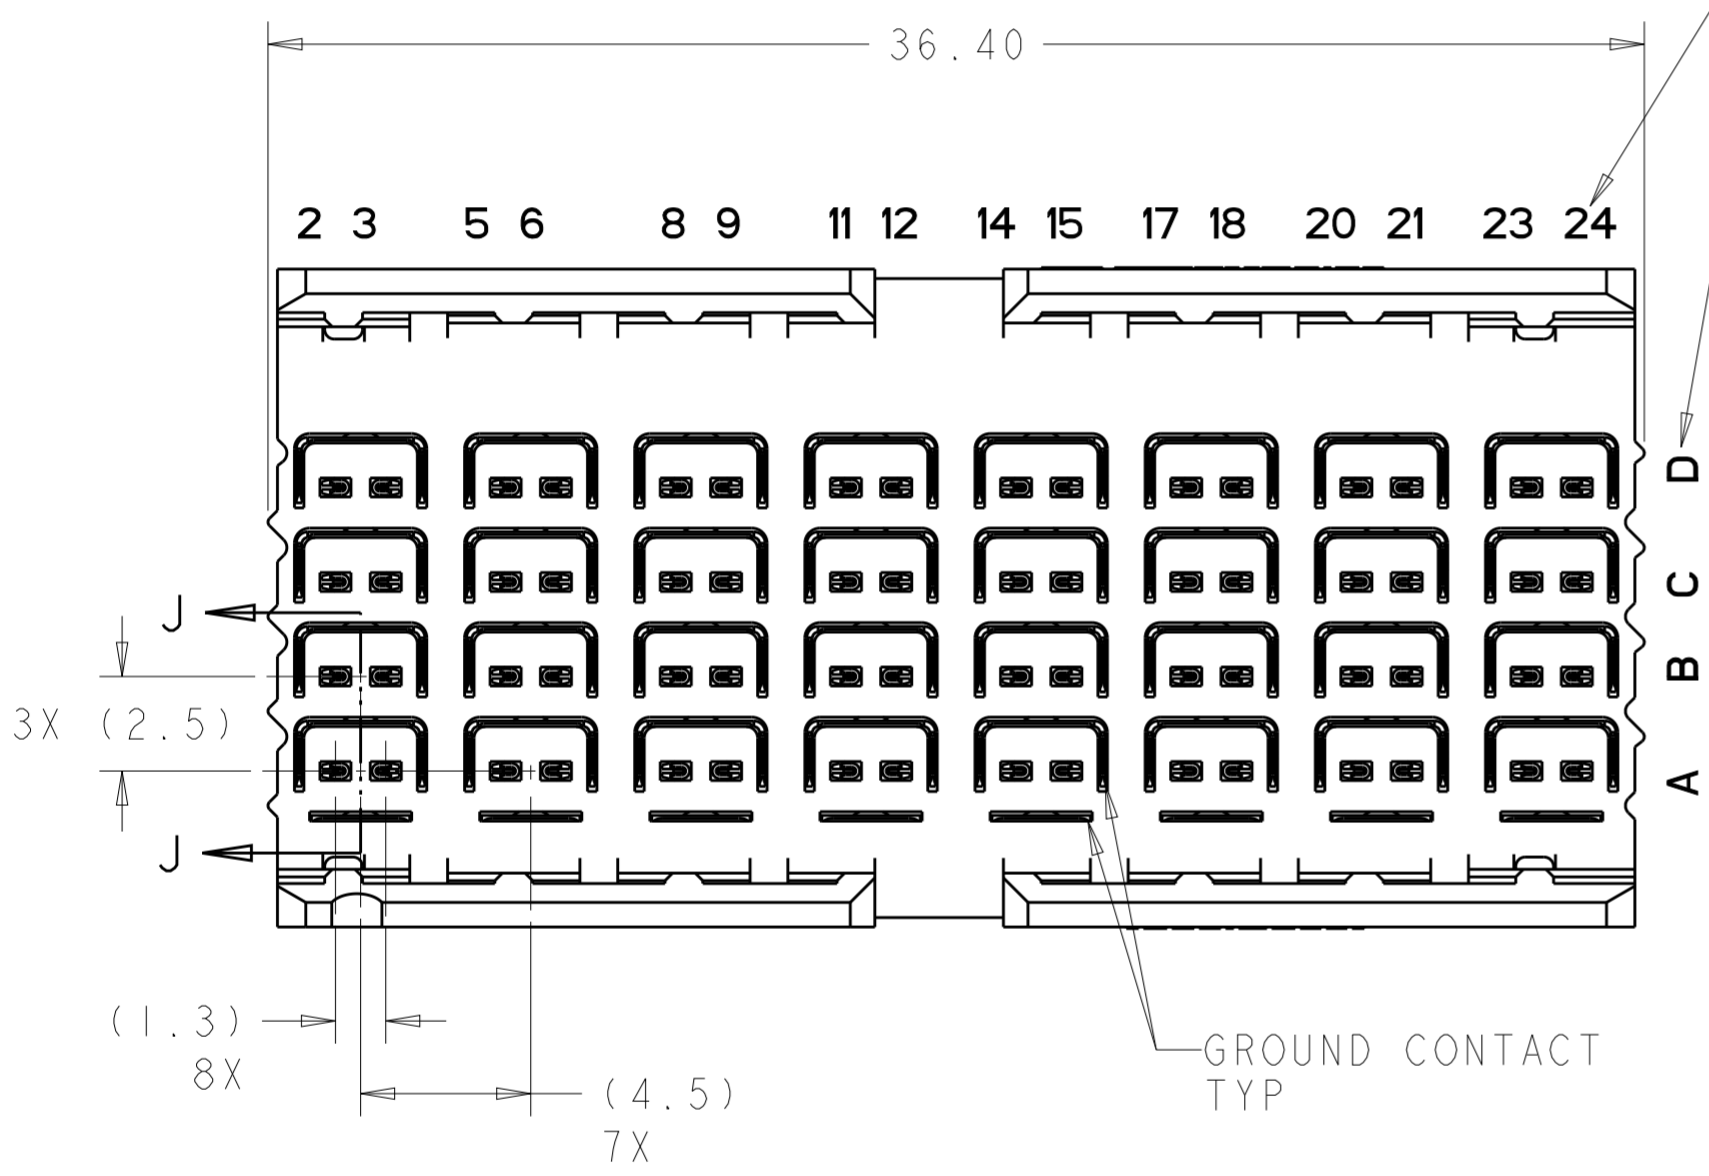 36.40
2 3 5 6 8 9 11 12 14 15 17 18 20 21 23 24
D
C
J
B
3X (2.5)
A
J
(1.3)
8X
GROUND CONTACT
TYP
(4.5)
7X